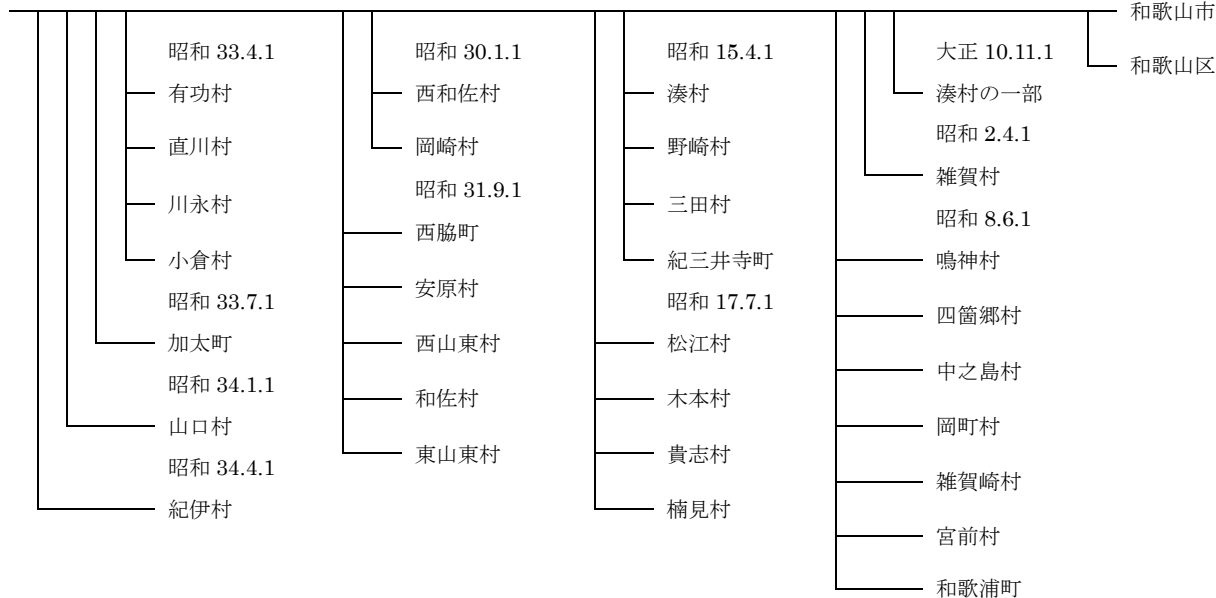 和歌山市
和歌山区
大正 10.11.1
湊村の一部
昭和 2.4.1
雑賀村
昭和 8.6.1
鳴神村
四箇郷村
中之島村
岡町村
雑賀崎村
宮前村
和歌浦町
昭和 15.4.1
湊村
野崎村
三田村
紀三井寺町
昭和 17.7.1
松江村
木本村
貴志村
楠見村
昭和 30.1.1
西和佐村
岡崎村
昭和 31.9.1
西脇町
安原村
西山東村
和佐村
東山東村
昭和 33.4.1
有功村
直川村
川永村
小倉村
昭和 33.7.1
加太町
昭和 34.1.1
山口村
昭和 34.4.1
紀伊村